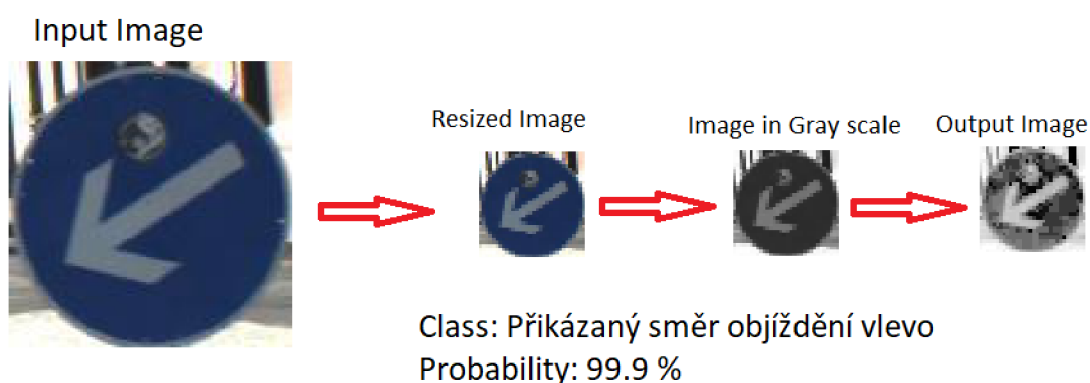 Input Image
Resized Image
Image in Gray scale
Output Image
Class: Přikázaný směr objíždění vlevo
Probability: 99.9 %